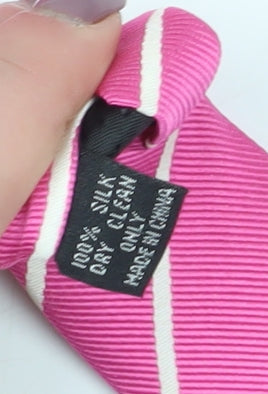 100% SILK
DRY CLEAN
ONLY
MADE IN CHINA